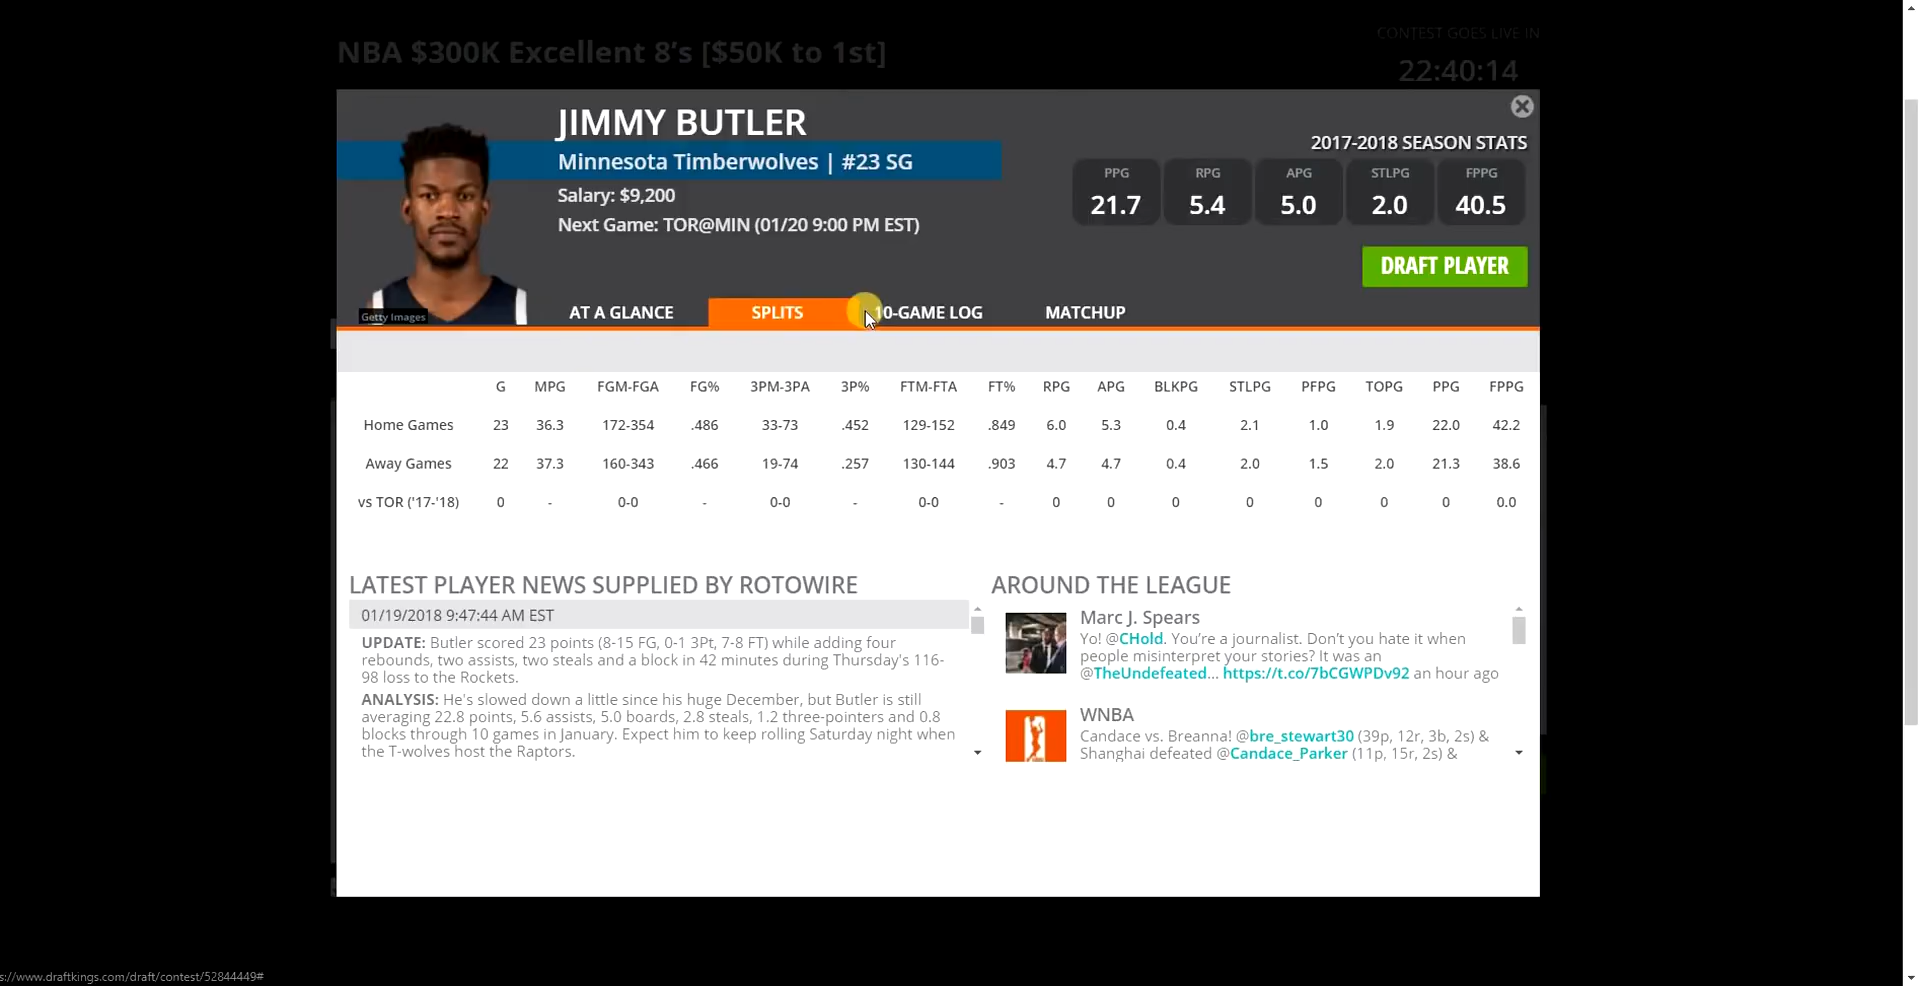 NBA $300K Excellent 8's [$50K to 1st]
CONTEST GOES LIVE IN
22:40:14
JIMMY BUTLER
Minnesota Timberwolves | #23 SG
Salary: $9,200
Next Game: TOR@MIN (01/20 9:00 PM EST)
2017-2018 SEASON STATS
PPG RPG APG STLPG FPPG
21.7 5.4 5.0 2.0 40.5
DRAFT PLAYER
Getty Images
AT A GLANCE SPLITS 10-GAME LOG MATCHUP
G MPG FGM-FGA FG% 3PM-3PA 3P% FTM-FTA FT% RPG APG BLKPG STLPG PFPG TOPG PPG FPPG
Home Games 23 36.3 172-354 .486 33-73 .452 129-152 .849 6.0 5.3 0.4 2.1 1.0 1.9 22.0 42.2
Away Games 22 37.3 160-343 .466 19-74 .257 130-144 .903 4.7 4.7 0.4 2.0 1.5 2.0 21.3 38.6
vs TOR ('17-'18) 0 - 0-0 - 0-0 - 0-0 - 0 0 0 0 0 0 0 0.0
LATEST PLAYER NEWS SUPPLIED BY ROTOWIRE
01/19/2018 9:47:44 AM EST
UPDATE: Butler scored 23 points (8-15 FG, 0-1 3Pt, 7-8 FT) while adding four
rebounds, two assists, two steals and a block in 42 minutes during Thursday's 116-
98 loss to the Rockets.
ANALYSIS: He's slowed down a little since his huge December, but Butler is still
averaging 22.8 points, 5.6 assists, 5.0 boards, 2.8 steals, 1.2 three-pointers and 0.8
blocks through 10 games in January. Expect him to keep rolling Saturday night when
the T-wolves host the Raptors.
AROUND THE LEAGUE
Marc J. Spears
Yo! @CHold. You're a journalist. Don't you hate it when
people misinterpret your stories? It was an
@TheUndefeated... https://t.co/7bCGWPDv92 an hour ago
WNBA
Candace vs. Breanna! @bre_stewart30 (39p, 12r, 3b, 2s) &
Shanghai defeated @Candace_Parker (11p, 15r, 2s) &
s://www.draftkings.com/draft/contest/52844449#